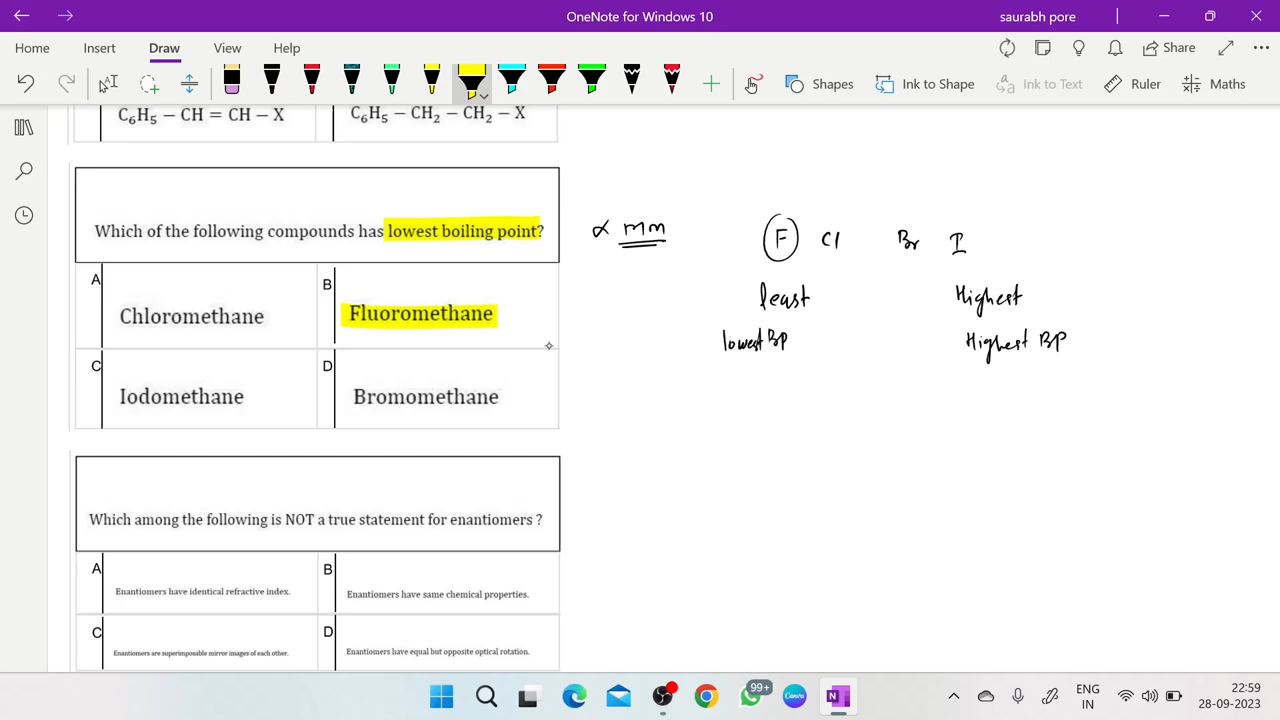 OneNote for Windows 10
saurabh pore
Home
Insert
Draw
View
Help
Share
Shapes
Ink to Shape
Ink to Text
Ruler
Maths
C₆H₅ − CH = CH − X
C₆H₅ − CH₂ − CH₂ − X
Which of the following compounds has lowest boiling point?
A
Chloromethane
B
Fluoromethane
C
Iodomethane
D
Bromomethane
∝ mm
F Cl Br I
least Highest
lowest BP Highest BP
Which among the following is NOT a true statement for enantiomers ?
A
Enantiomers have identical refractive index.
B
Enantiomers have same chemical properties.
C
Enantiomers are superimposable mirror images of each other.
D
Enantiomers have equal but opposite optical rotation.
99+
ENG
IN
22:59
28-09-2023